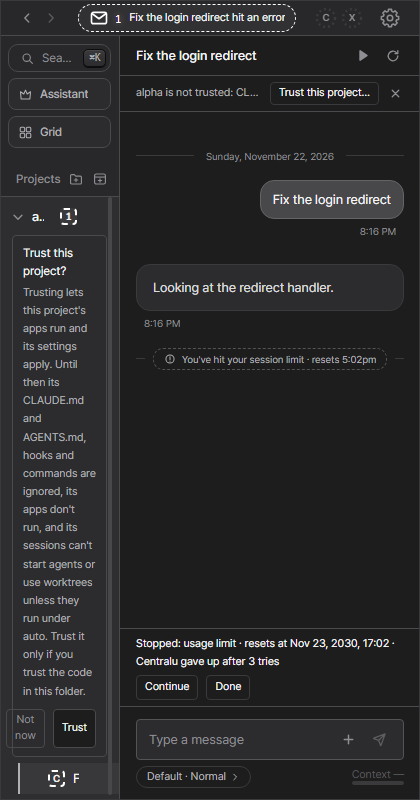 1 Fix the login redirect hit an error
C X
Sea... ⌘K
Assistant
Grid
Projects
a.. 1
Trust this
project?
Trusting lets
this project's
apps run and
its settings
apply. Until
then its
CLAUDE.md
and
AGENTS.md,
hooks and
commands are
ignored, its
apps don't
run, and its
sessions can't
start agents or
use worktrees
unless they
run under
auto. Trust it
only if you
trust the code
in this folder.
Not
now
Trust
C F
Fix the login redirect
alpha is not trusted: CL... Trust this project...
Sunday, November 22, 2026
Fix the login redirect
8:16 PM
Looking at the redirect handler.
8:16 PM
You've hit your session limit · resets 5:02pm
Stopped: usage limit · resets at Nov 23, 2030, 17:02 ·
Centralu gave up after 3 tries
Continue Done
Type a message
Default · Normal
Context —